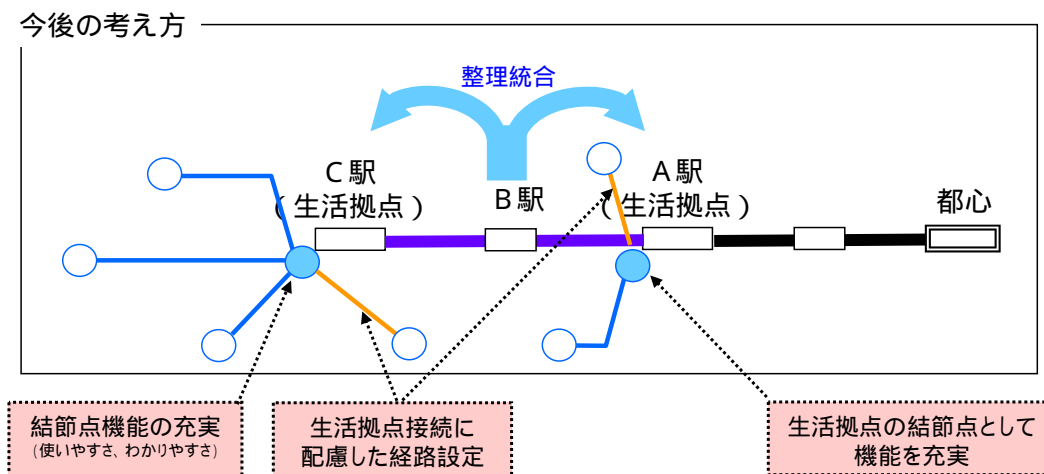 今後の考え方
整理統合
C駅
(生活拠点)
B駅
A駅
(生活拠点)
都心
結節点機能の充実
(使いやすさ、わかりやすさ)
生活拠点接続に
配慮した経路設定
生活拠点の結節点として
機能を充実